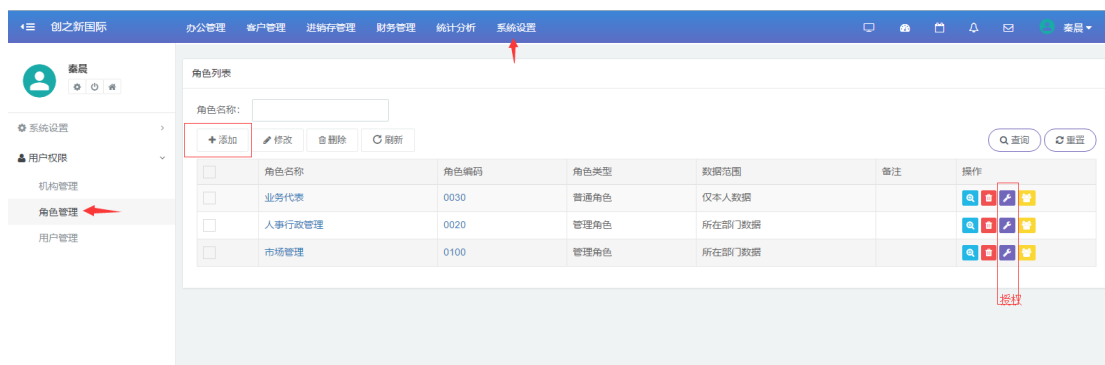 创之新国际 办公管理 客户管理 进销存管理 财务管理 统计分析 系统设置 秦晨
秦晨
系统设置
用户权限
机构管理
角色管理
用户管理
角色列表
角色名称：
添加 修改 删除 刷新 查询 重置
角色名称 角色编码 角色类型 数据范围 备注 操作
业务代表 0030 普通角色 仅本人数据
人事行政管理 0020 管理角色 所在部门数据
市场管理 0100 管理角色 所在部门数据
授权